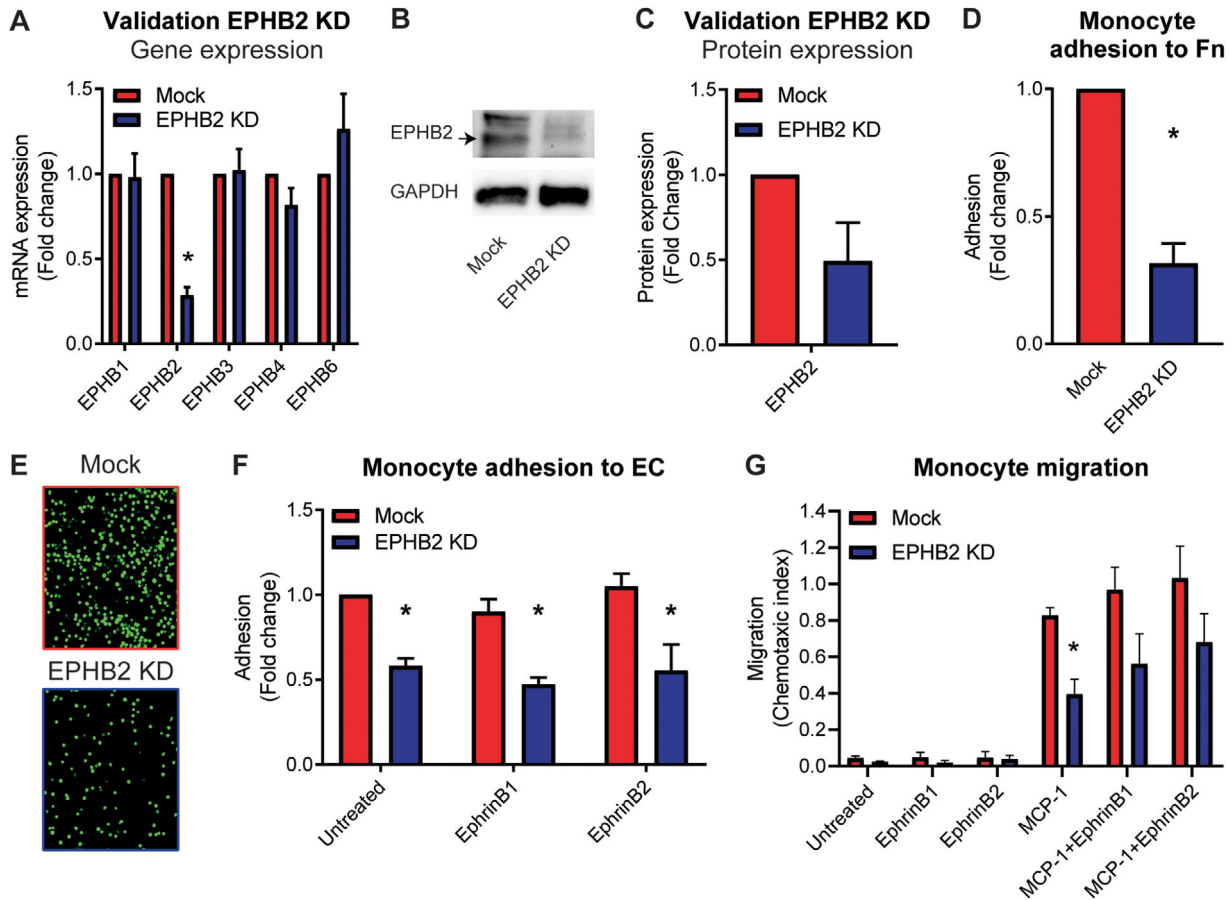 A
Validation EPHB2 KD
Gene expression
Mock
EPHB2 KD
mRNA expression
(Fold change)
1.5
1.0
0.5
0.0
*
EPHB1
EPHB2
EPHB3
EPHB4
EPHB6
B
EPHB2
GAPDH
Mock
EPHB2 KD
C
Validation EPHB2 KD
Protein expression
Mock
EPHB2 KD
Protein expression
(Fold Change)
1.5
1.0
0.5
0.0
EPHB2
D
Monocyte
adhesion to Fn
Adhesion
(Fold change)
1.0
0.5
0.0
*
Mock
EPHB2 KD
E
Mock
EPHB2 KD
F
Monocyte adhesion to EC
Mock
EPHB2 KD
Adhesion
(Fold change)
1.5
1.0
0.5
0.0
*
*
*
Untreated
EphrinB1
EphrinB2
G
Monocyte migration
Mock
EPHB2 KD
Migration
(Chemotaxic index)
1.4
1.2
1.0
0.8
0.6
0.4
0.2
0.0
*
Untreated
EphrinB1
EphrinB2
MCP-1
MCP-1+EphrinB1
MCP-1+EphrinB2